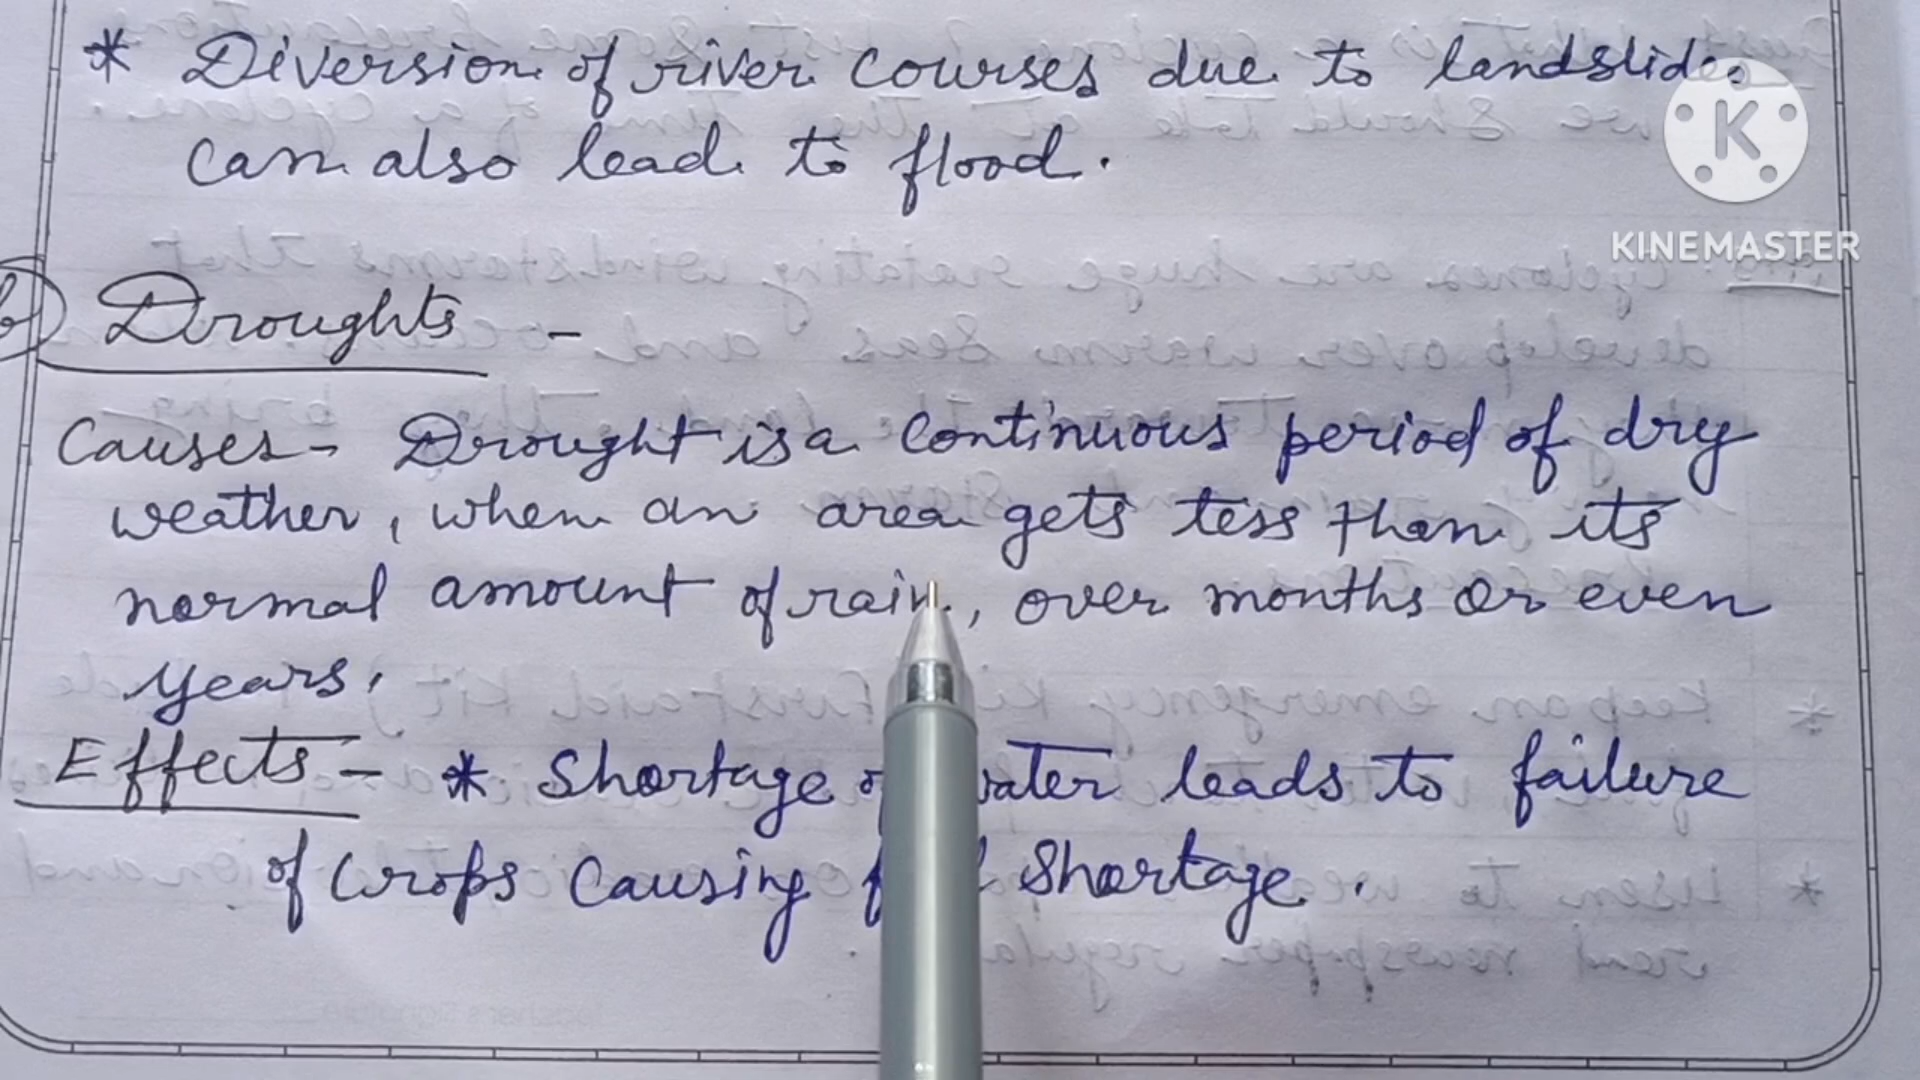 * Diversion of river courses due to landslides
can also lead to flood.
KINEMASTER
b) Droughts -
Causes - Drought is a continuous period of dry
weather, when an area gets tess than its
normal amount of rain, over months or even
years.
Effects - * Shortage water leads to failure
of Crops Causing Shortage.